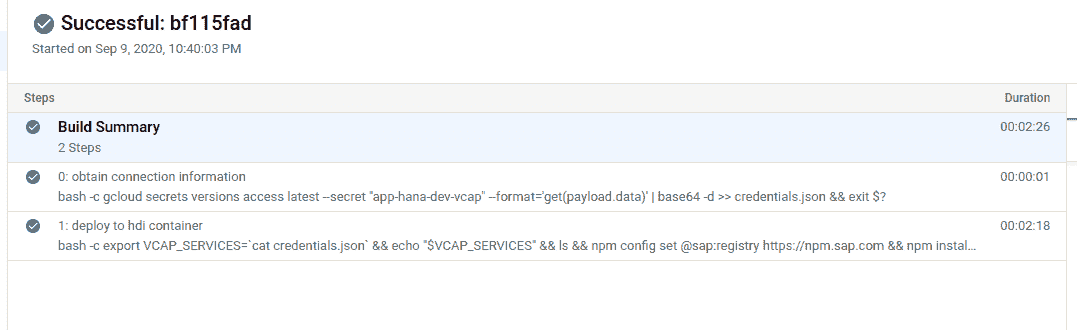 Successful: bf115fad
Started on Sep 9, 2020, 10:40:03 PM
Steps Duration
Build Summary 00:02:26
2 Steps
0: obtain connection information 00:00:01
bash -c gcloud secrets versions access latest --secret "app-hana-dev-vcap" --format='get(payload.data)' | base64 -d >> credentials.json && exit $?
1: deploy to hdi container 00:02:18
bash -c export VCAP_SERVICES=`cat credentials.json` && echo "$VCAP_SERVICES" && ls && npm config set @sap:registry https://npm.sap.com && npm instal...